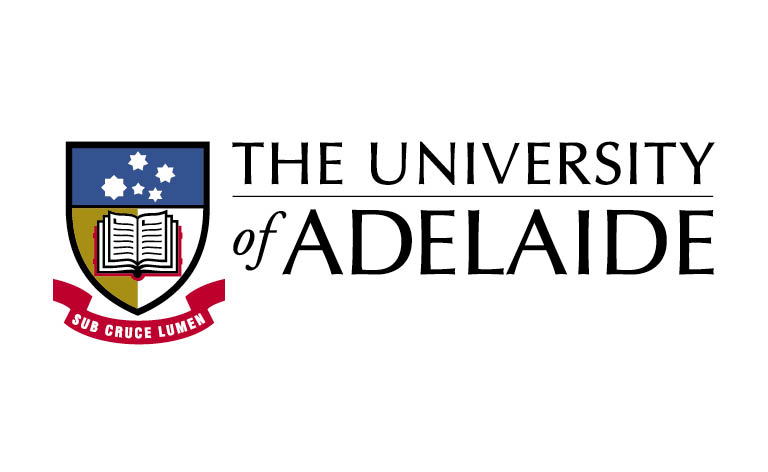 THE UNIVERSITY
of ADELAIDE
SUB CRUCE LUMEN